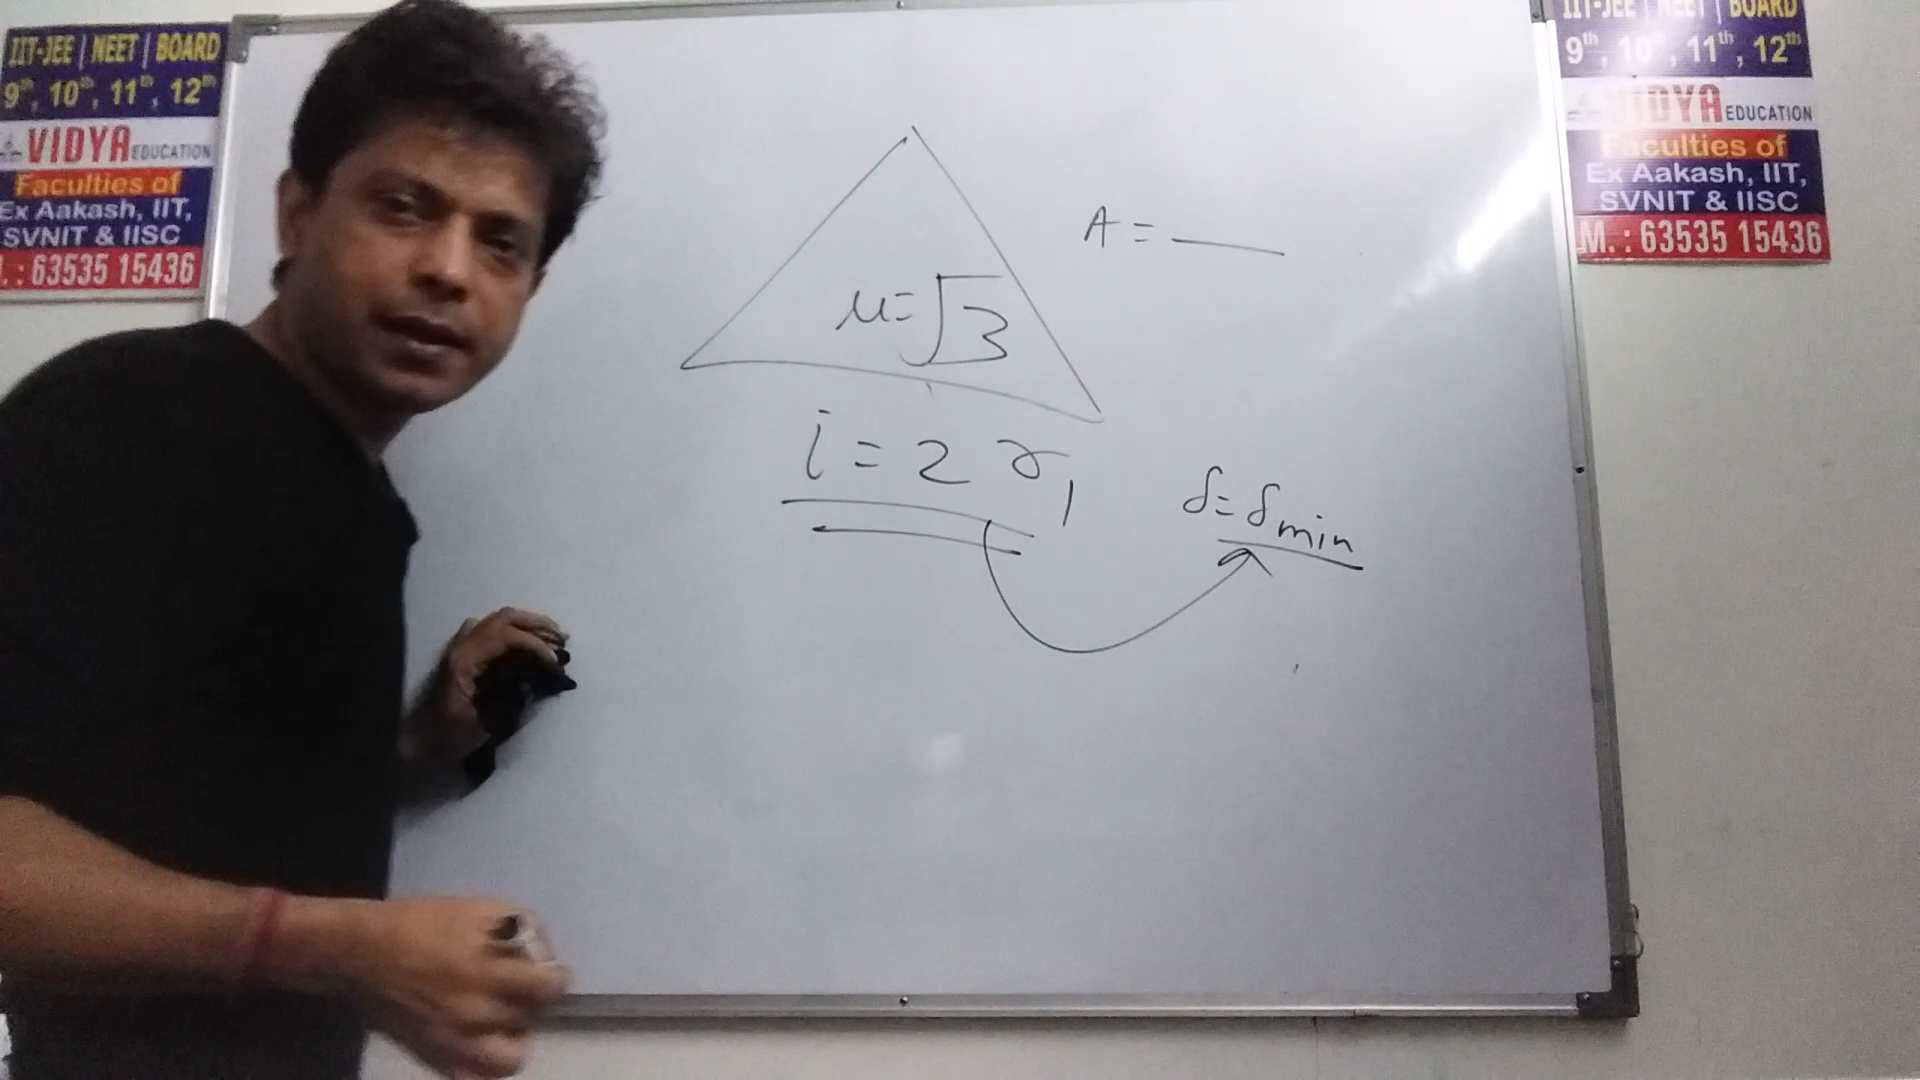 IIT-JEE | NEET | BOARD
9th, 10th, 11th, 12th
VIDYA EDUCATION
Faculties of
Ex Aakash, IIT,
SVNIT & IISC
.: 63535 15436
A = —
μ = √3
i = 2 r1
δ = δmin
IIT-JEE | NEET | BOARD
9th, 10th, 11th, 12th
VIDYA EDUCATION
Faculties of
Ex Aakash, IIT,
SVNIT & IISC
M. : 63535 15436